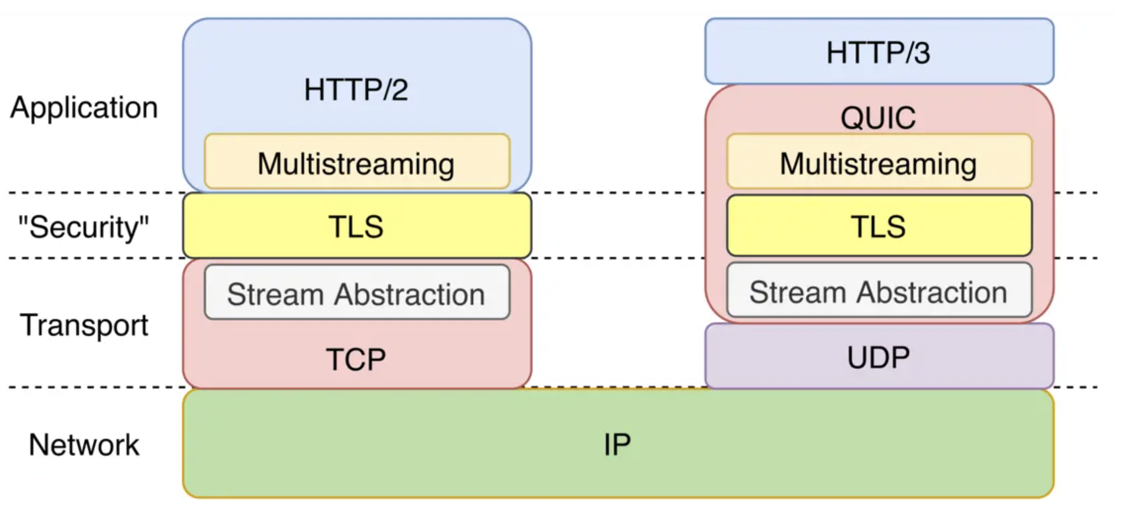 Application
HTTP/2
Multistreaming
HTTP/3
QUIC
Multistreaming
"Security"
TLS
TLS
Transport
Stream Abstraction
TCP
Stream Abstraction
UDP
Network
IP